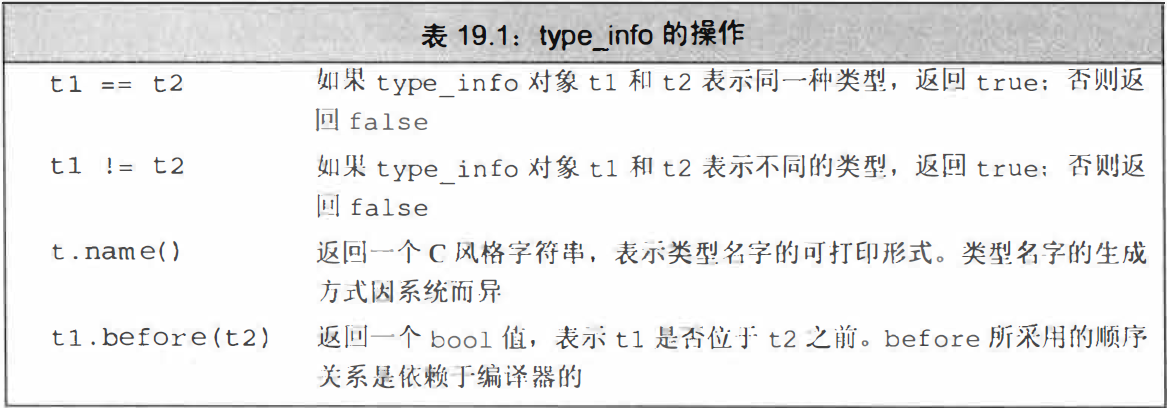 表 19.1：type_info 的操作
t1 == t2 如果 type_info 对象 t1 和 t2 表示同一种类型，返回 true；否则返
回 false
t1 != t2 如果 type_info 对象 t1 和 t2 表示不同的类型，返回 true；否则返
回 false
t.name() 返回一个 C 风格字符串，表示类型名字的可打印形式。类型名字的生成
方式因系统而异
t1.before(t2) 返回一个 bool 值，表示 t1 是否位于 t2 之前。before 所采用的顺序
关系是依赖于编译器的